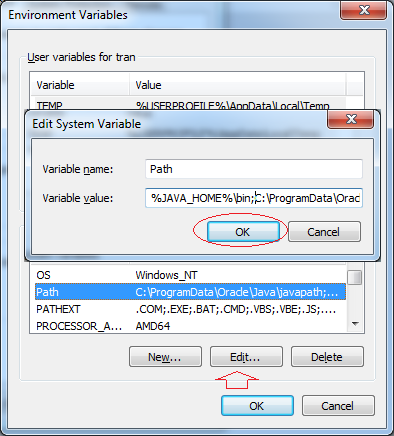 Environment Variables
User variables for tran
Variable Value
TEMP %USERPROFILE%\AppData\Local\Temp
Edit System Variable
Variable name: Path
Variable value: %JAVA_HOME%\bin;C:\ProgramData\Orac
OK Cancel
OS Windows_NT
Path C:\ProgramData\Oracle\Java\javapath;...
PATHEXT .COM;.EXE;.BAT;.CMD;.VBS;.VBE;.JS;....
PROCESSOR_A... AMD64
New... Edit... Delete
OK Cancel